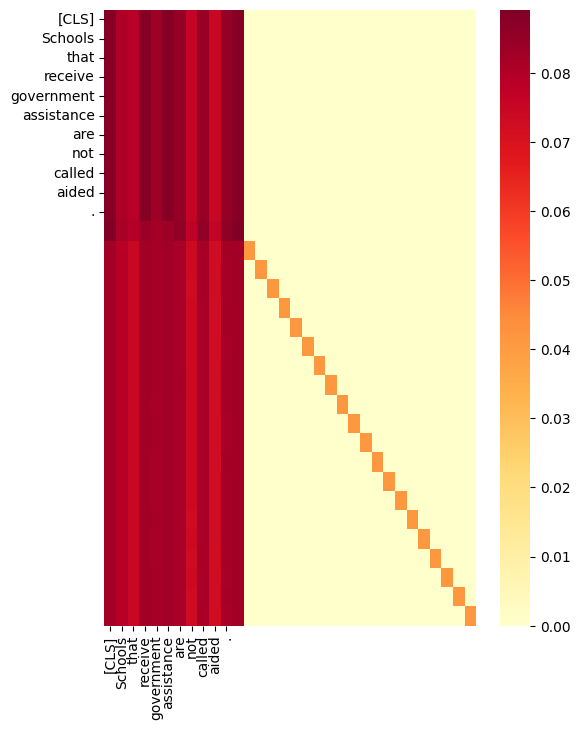 [CLS]
Schools
that
receive
government
assistance
are
not
called
aided
.
0.08
0.07
0.06
0.05
0.04
0.03
0.02
0.01
0.00
[CLS]
Schools
that
receive
government
assistance
are
not
called
aided
.